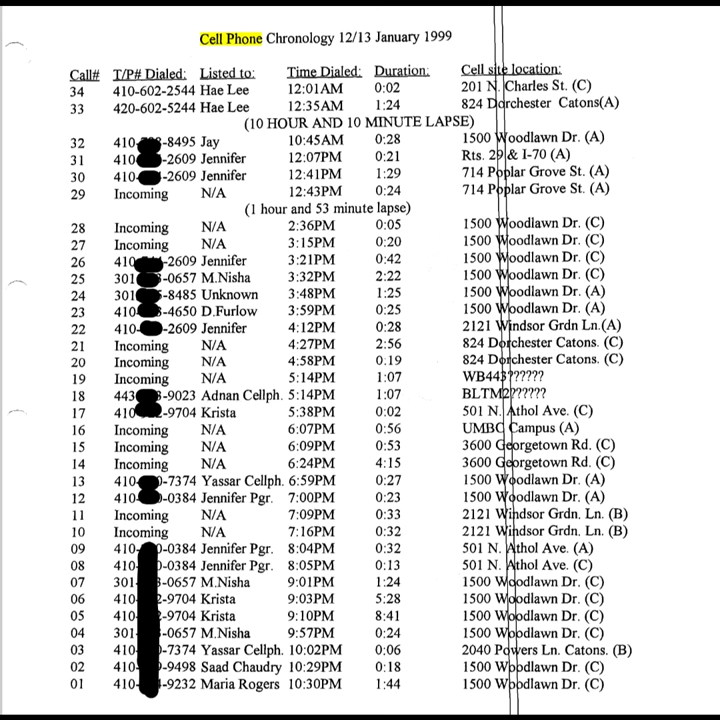 Cell Phone Chronology 12/13 January 1999
Call# T/P# Dialed: Listed to: Time Dialed: Duration: Cell site location:
34 410-602-2544 Hae Lee 12:01AM 0:02 201 N. Charles St. (C)
33 420-602-5244 Hae Lee 12:35AM 1:24 824 Dorchester Catons(A)
(10 HOUR AND 10 MINUTE LAPSE)
32 410- -8495 Jay 10:45AM 0:28 1500 Woodlawn Dr. (A)
31 410 -2609 Jennifer 12:07PM 0:21 Rts. 29 & I-70 (A)
30 410 -2609 Jennifer 12:41PM 1:29 714 Poplar Grove St. (A)
29 Incoming N/A 12:43PM 0:24 714 Poplar Grove St. (A)
(1 hour and 53 minute lapse)
28 Incoming N/A 2:36PM 0:05 1500 Woodlawn Dr. (C)
27 Incoming N/A 3:15PM 0:20 1500 Woodlawn Dr. (C)
26 410 -2609 Jennifer 3:21PM 0:42 1500 Woodlawn Dr. (C)
25 301 -0657 M.Nisha 3:32PM 2:22 1500 Woodlawn Dr. (C)
24 301 -8485 Unknown 3:48PM 1:25 1500 Woodlawn Dr. (A)
23 410 -4650 D.Furlow 3:59PM 0:25 1500 Woodlawn Dr. (A)
22 410- -2609 Jennifer 4:12PM 0:28 2121 Windsor Grdn Ln.(A)
21 Incoming N/A 4:27PM 2:56 824 Dorchester Catons. (C)
20 Incoming N/A 4:58PM 0:19 824 Dorchester Catons. (C)
19 Incoming N/A 5:14PM 1:07 WB443??????
18 443 -9023 Adnan Cellph. 5:14PM 1:07 BLTM2??????
17 410 -9704 Krista 5:38PM 0:02 501 N. Athol Ave. (C)
16 Incoming N/A 6:07PM 0:56 UMBC Campus (A)
15 Incoming N/A 6:09PM 0:53 3600 Georgetown Rd. (C)
14 Incoming N/A 6:24PM 4:15 3600 Georgetown Rd. (C)
13 410- -7374 Yassar Cellph. 6:59PM 0:27 1500 Woodlawn Dr. (A)
12 410- -0384 Jennifer Pgr. 7:00PM 0:23 1500 Woodlawn Dr. (A)
11 Incoming N/A 7:09PM 0:33 2121 Windsor Grdn. Ln. (B)
10 Incoming N/A 7:16PM 0:32 2121 Windsor Grdn. Ln. (B)
09 410- -0384 Jennifer Pgr. 8:04PM 0:32 501 N. Athol Ave. (A)
08 410- -0384 Jennifer Pgr. 8:05PM 0:13 501 N. Athol Ave. (C)
07 301- -0657 M.Nisha 9:01PM 1:24 1500 Woodlawn Dr. (C)
06 410- -9704 Krista 9:03PM 5:28 1500 Woodlawn Dr. (C)
05 410- -9704 Krista 9:10PM 8:41 1500 Woodlawn Dr. (C)
04 301- -0657 M.Nisha 9:57PM 0:24 1500 Woodlawn Dr. (C)
03 410- -7374 Yassar Cellph. 10:02PM 0:06 2040 Powers Ln. Catons. (B)
02 410- -9498 Saad Chaudry 10:29PM 0:18 1500 Woodlawn Dr. (C)
01 410- -9232 Maria Rogers 10:30PM 1:44 1500 Woodlawn Dr. (C)